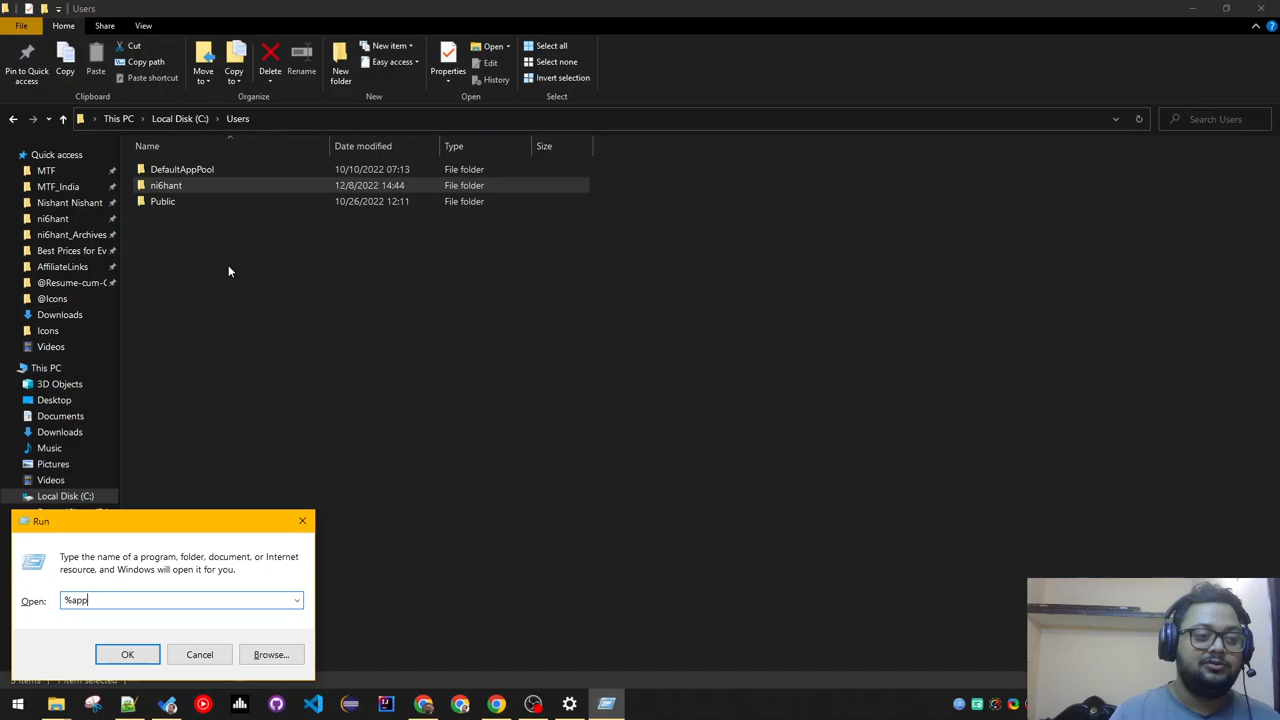 Users
File
Home
Share
View
Pin to Quick access
Copy
Paste
Cut
Copy path
Paste shortcut
Clipboard
Move to
Copy to
Delete
Rename
Organize
New folder
New item
Easy access
New
Properties
Open
Edit
History
Open
Select all
Select none
Invert selection
Select
This PC
Local Disk (C:)
Users
Search Users
Name
Date modified
Type
Size
DefaultAppPool 10/10/2022 07:13 File folder
ni6hant 12/8/2022 14:44 File folder
Public 10/26/2022 12:11 File folder
Quick access
MTF
MTF_India
Nishant Nishant
ni6hant
ni6hant_Archives
Best Prices for Ev
AffiliateLinks
@Resume-cum-C
@Icons
Downloads
Icons
Videos
This PC
3D Objects
Desktop
Documents
Downloads
Music
Pictures
Videos
Local Disk (C:)
Run
Type the name of a program, folder, document, or Internet
resource, and Windows will open it for you.
Open: %app
OK
Cancel
Browse...